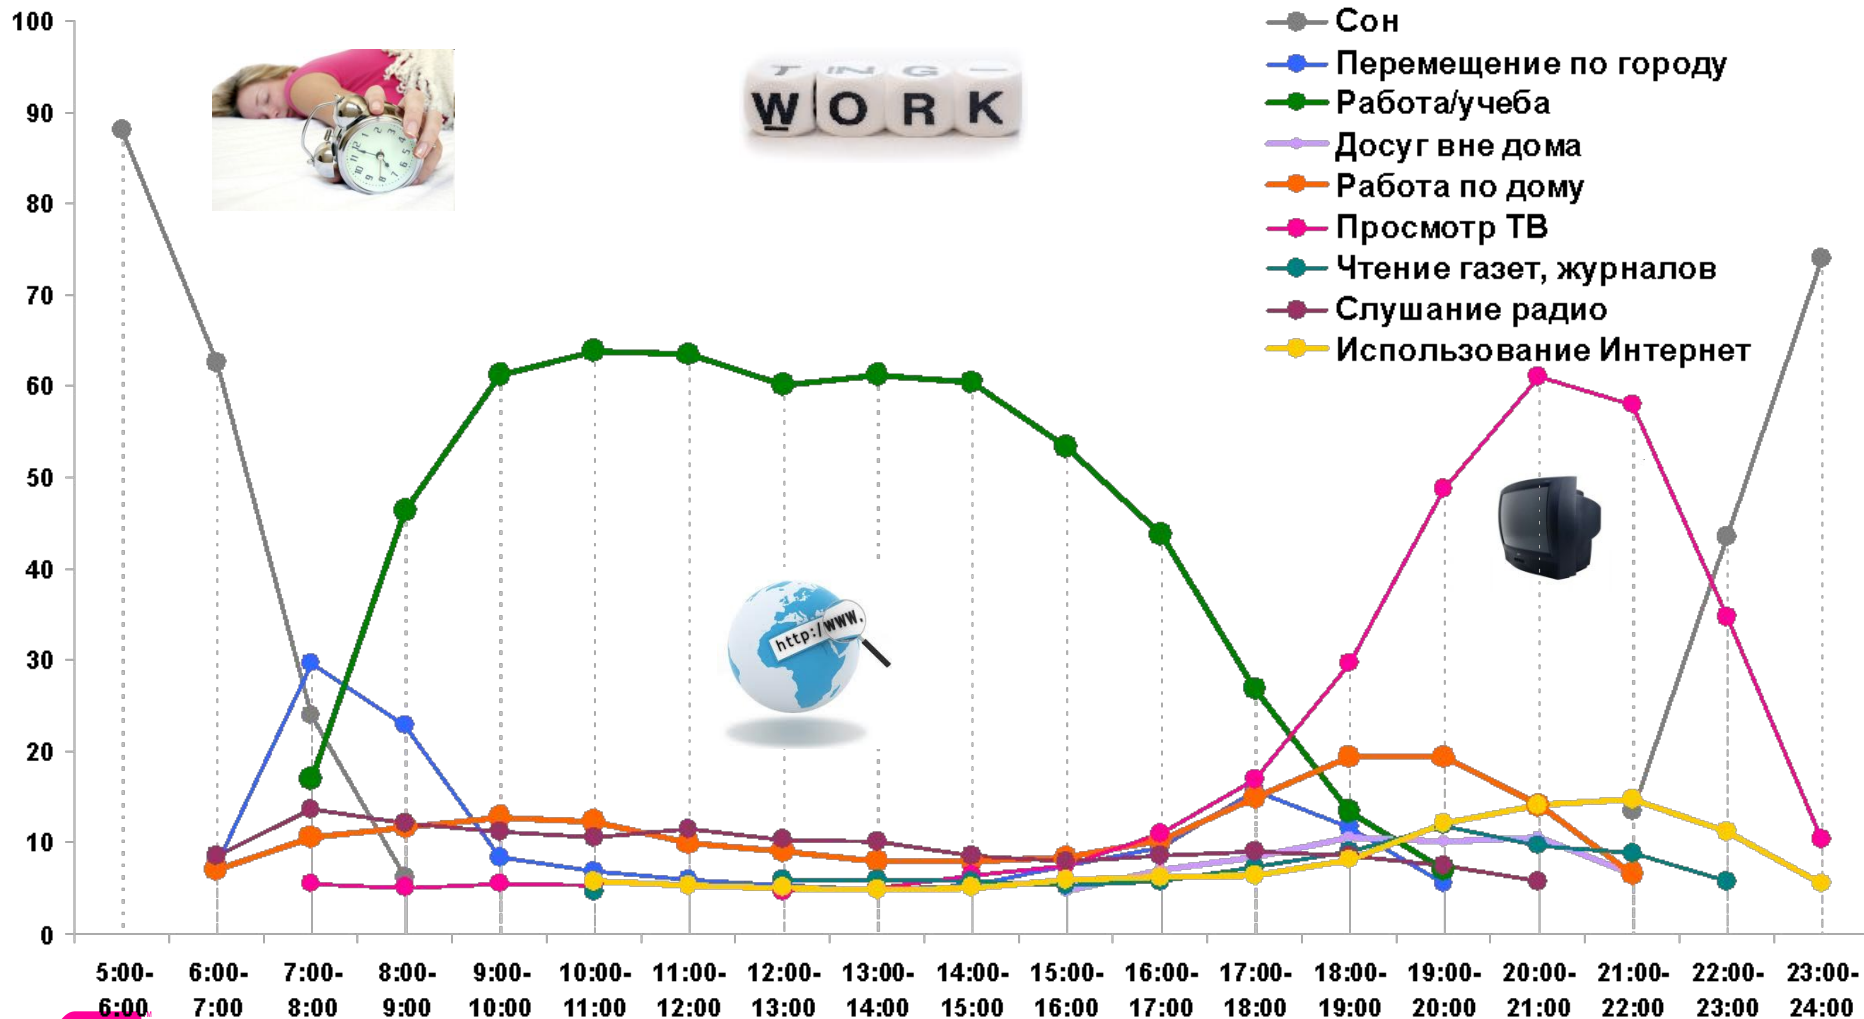 100
90
80
70
60
50
40
30
20
10
0
Сон
Перемещение по городу
Работа/учеба
Досуг вне дома
Работа по дому
Просмотр ТВ
Чтение газет, журналов
Слушание радио
Использование Интернет
WORK
http:/www.
5:00- 6:00- 7:00- 8:00- 9:00- 10:00- 11:00- 12:00- 13:00- 14:00- 15:00- 16:00- 17:00- 18:00- 19:00- 20:00- 21:00- 22:00- 23:00-
6:00 7:00 8:00 9:00 10:00 11:00 12:00 13:00 14:00 15:00 16:00 17:00 18:00 19:00 20:00 21:00 22:00 23:00 24:00